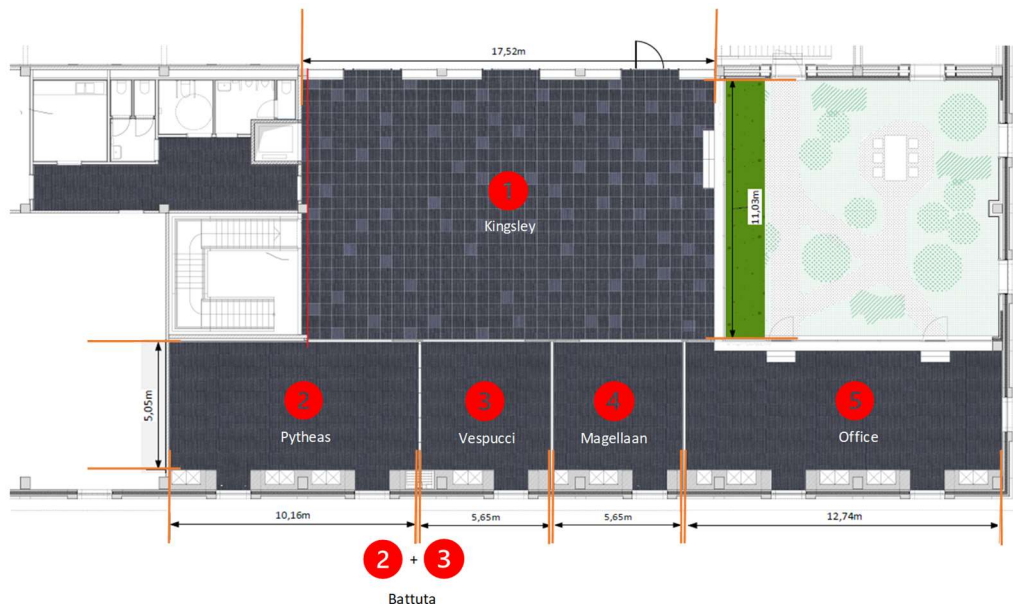 17,52m
1
Kingsley
11,03m
5,05m
2
Pytheas
3
Vespucci
4
Magellaan
5
Office
10,16m
5,65m
5,65m
12,74m
2 + 3
Battuta